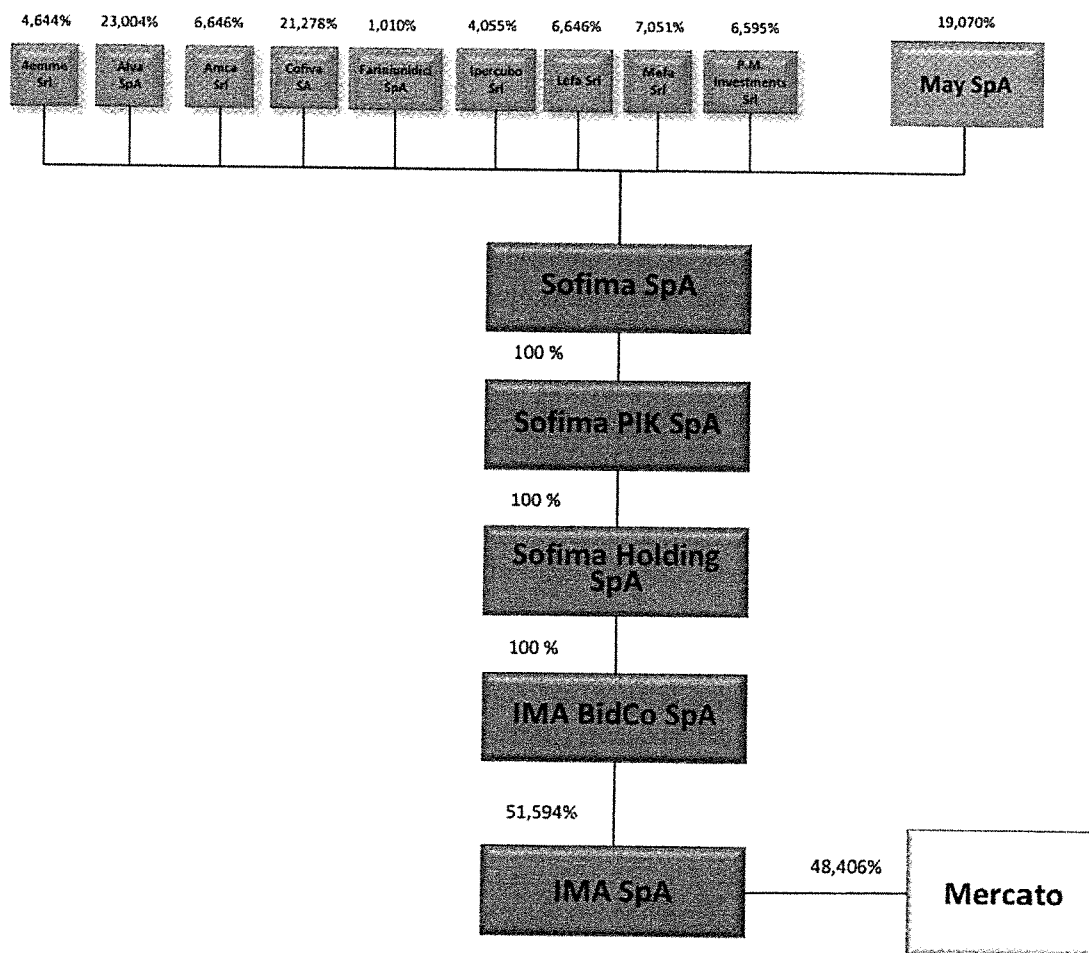 4,644% 23,004% 6,646% 21,278% 1,010% 4,055% 6,646% 7,051% 6,595% 19,070%
4emme Srl
Alva SpA
Amca Srl
Cofiva SA
SpA
Ipercubo Srl
Lefa Srl
Mefa Srl
P.M. Investments Srl
May SpA
Sofima SpA
100 %
Sofima PIK SpA
100 %
Sofima Holding
SpA
100 %
IMA BidCo SpA
51,594%
IMA SpA
48,406%
Mercato